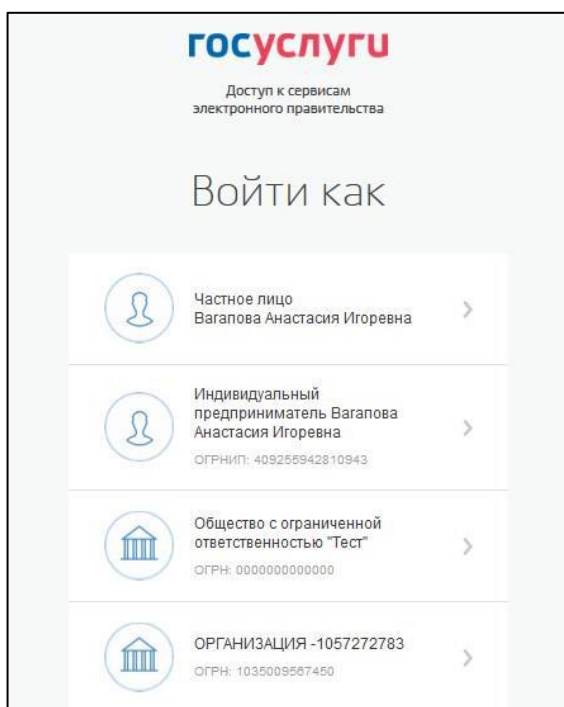 госуслуги
Доступ к сервисам
электронного правительства
Войти как
Частное лицо
Вагапова Анастасия Игоревна
Индивидуальный
предприниматель Вагапова
Анастасия Игоревна
ОГРНИП: 409255942810943
Общество с ограниченной
ответственностью "Тест"
ОГРН: 0000000000000
ОРГАНИЗАЦИЯ -1057272783
ОГРН: 1035009567450